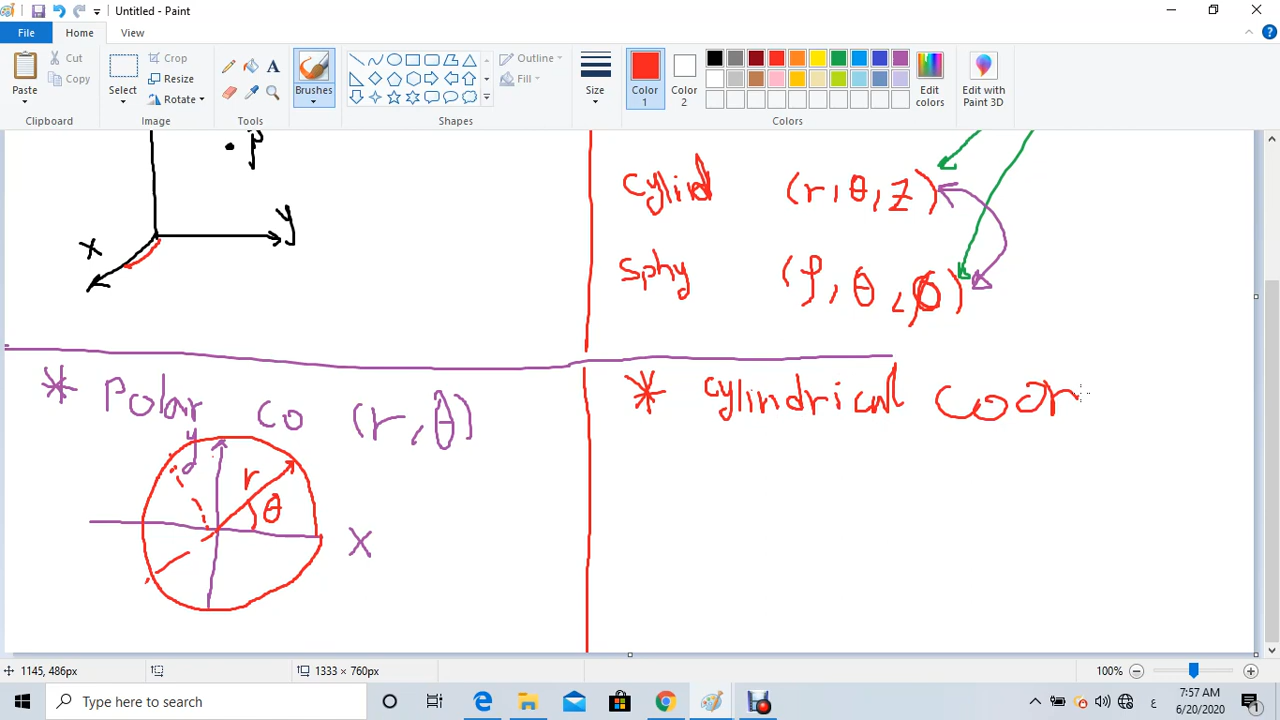 Untitled - Paint
File
Home
View
Paste
Cut
Copy
Clipboard
Select
Crop
Resize
Rotate
Image
A
Tools
Brushes
Outline
Fill
Shapes
Size
Color 1
Color 2
Edit colors
Edit with Paint 3D
Colors
P
y
x
Cylind (r, θ, z)
Sphy (ρ, θ, Ø)
* Polar Co (r, θ)
y
r
θ
x
* Cylindrical Coor
1145, 486px
1333 × 760px
100%
Type here to search
ع
7:57 AM
6/20/2020
1